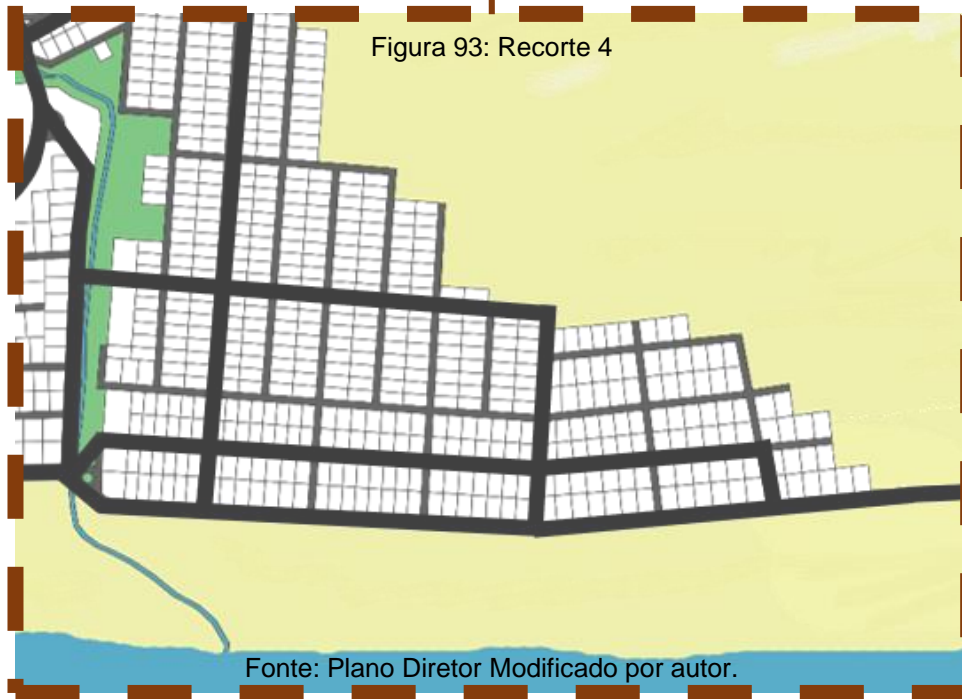 Figura 93: Recorte 4
Fonte: Plano Diretor Modificado por autor.